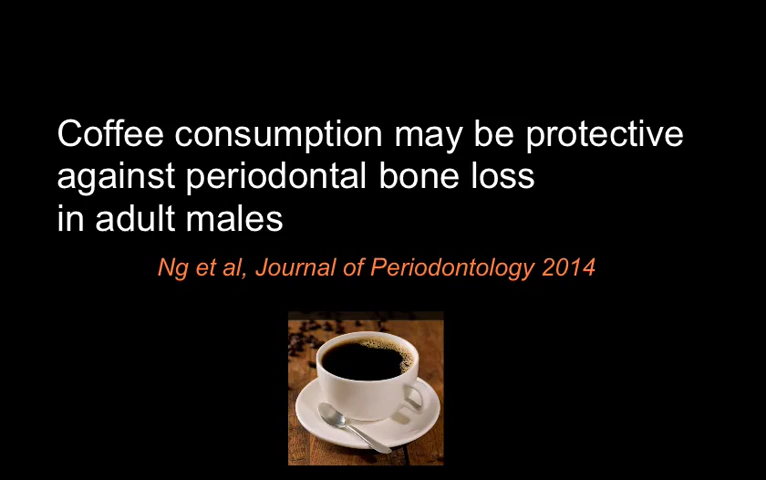 Coffee consumption may be protective
against periodontal bone loss
in adult males
Ng et al, Journal of Periodontology 2014